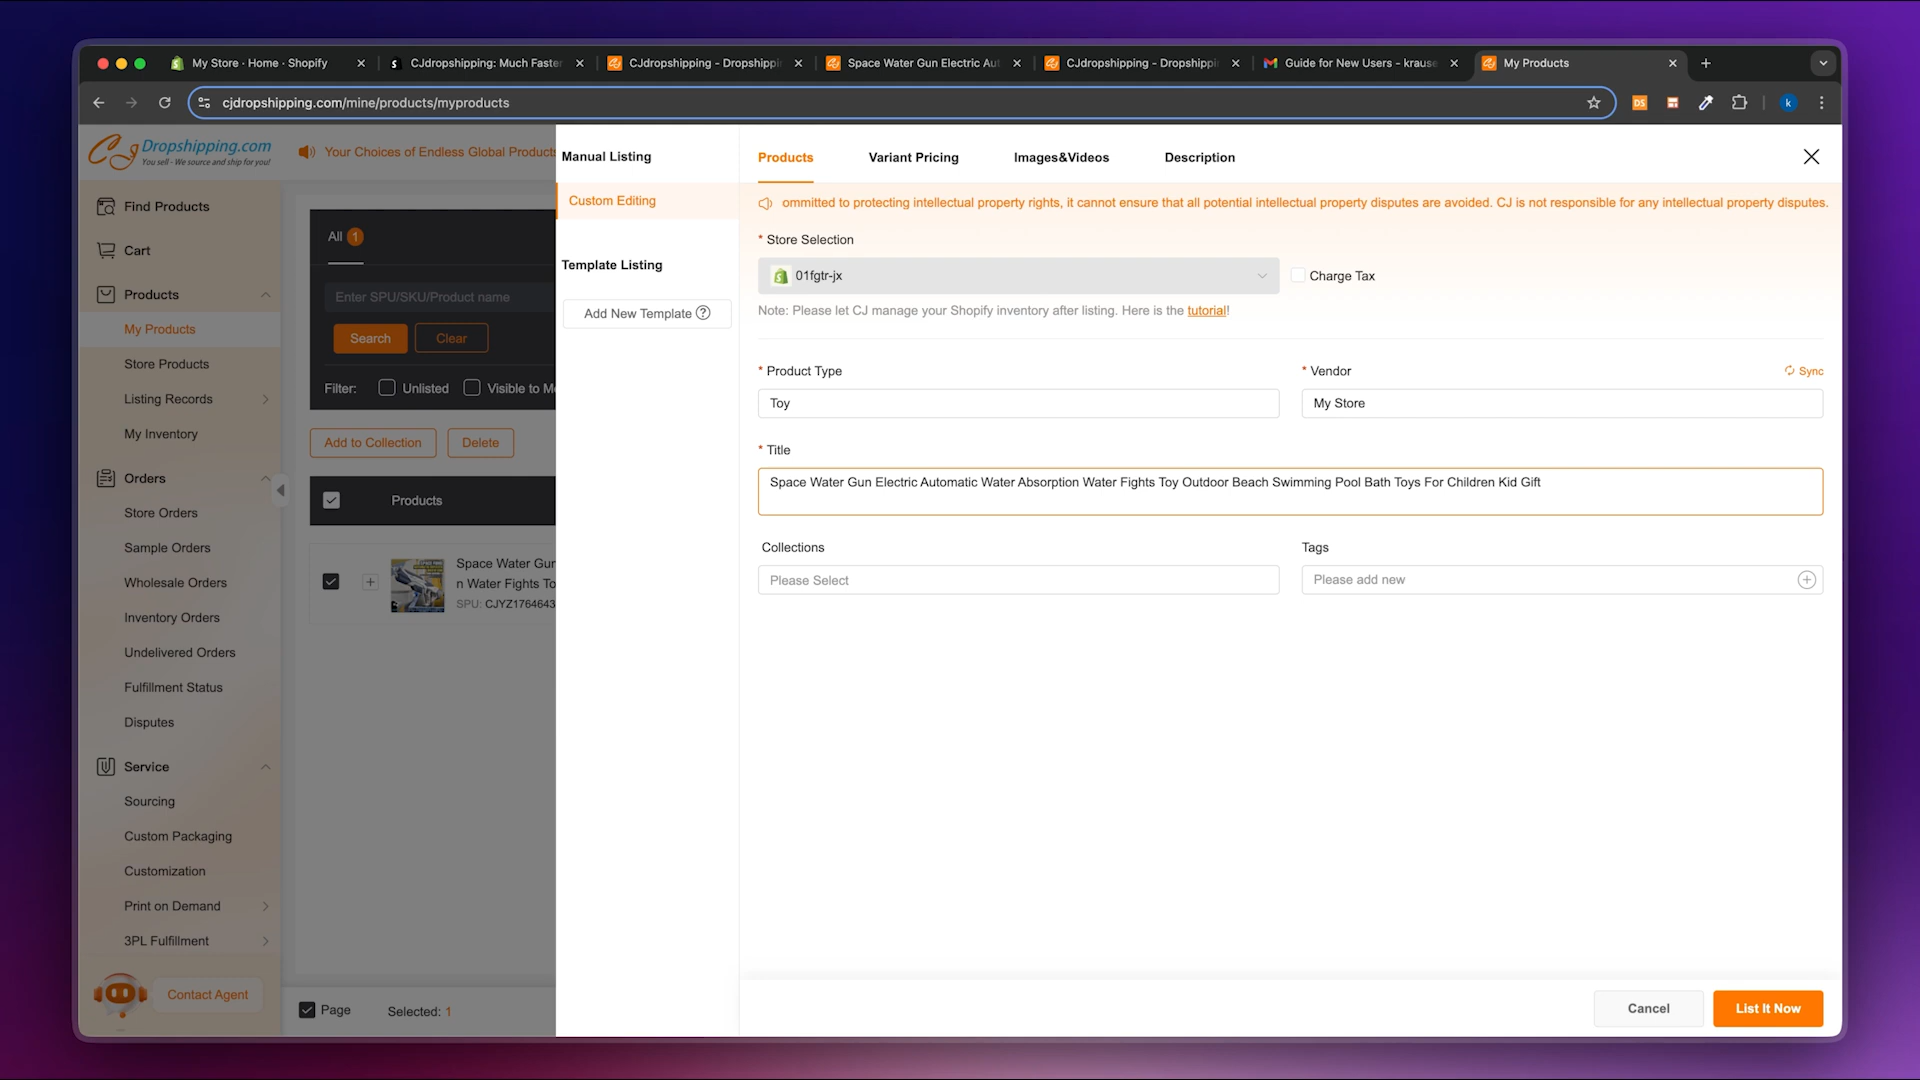 My Store · Home · Shopify
CJdropshipping: Much Faster
CJdropshipping - Dropshippin
Space Water Gun Electric Aut
CJdropshipping - Dropshippin
Guide for New Users - krause
My Products
cjdropshipping.com/mine/products/myproducts
DS
k
CJ Dropshipping.com
You sell - We source and ship for you!
Your Choices of Endless Global Products
Find Products
Cart
Products
My Products
Store Products
Listing Records
My Inventory
Orders
Store Orders
Sample Orders
Wholesale Orders
Inventory Orders
Undelivered Orders
Fulfillment Status
Disputes
Service
Sourcing
Custom Packaging
Customization
Print on Demand
3PL Fulfillment
Contact Agent
All 1
Enter SPU/SKU/Product name
Search
Clear
Filter:
Unlisted
Visible to M
Add to Collection
Delete
Products
Space Water Gun
n Water Fights To
SPU: CJYZ1764643
Page
Selected: 1
Manual Listing
Custom Editing
Template Listing
Add New Template
Products
Variant Pricing
Images&Videos
Description
ommitted to protecting intellectual property rights, it cannot ensure that all potential intellectual property disputes are avoided. CJ is not responsible for any intellectual property disputes.
* Store Selection
01fgtr-jx
Charge Tax
Note: Please let CJ manage your Shopify inventory after listing. Here is the tutorial!
* Product Type
Toy
* Vendor
Sync
My Store
* Title
Space Water Gun Electric Automatic Water Absorption Water Fights Toy Outdoor Beach Swimming Pool Bath Toys For Children Kid Gift
Collections
Please Select
Tags
Please add new
Cancel
List It Now